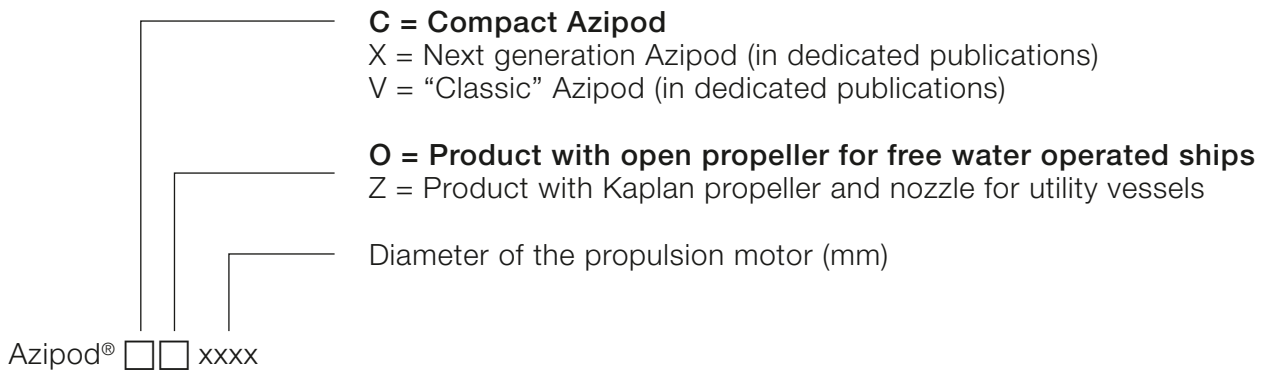 C = Compact Azipod
X = Next generation Azipod (in dedicated publications)
V = “Classic” Azipod (in dedicated publications)
O = Product with open propeller for free water operated ships
Z = Product with Kaplan propeller and nozzle for utility vessels
Diameter of the propulsion motor (mm)
Azipod® □□ xxxx